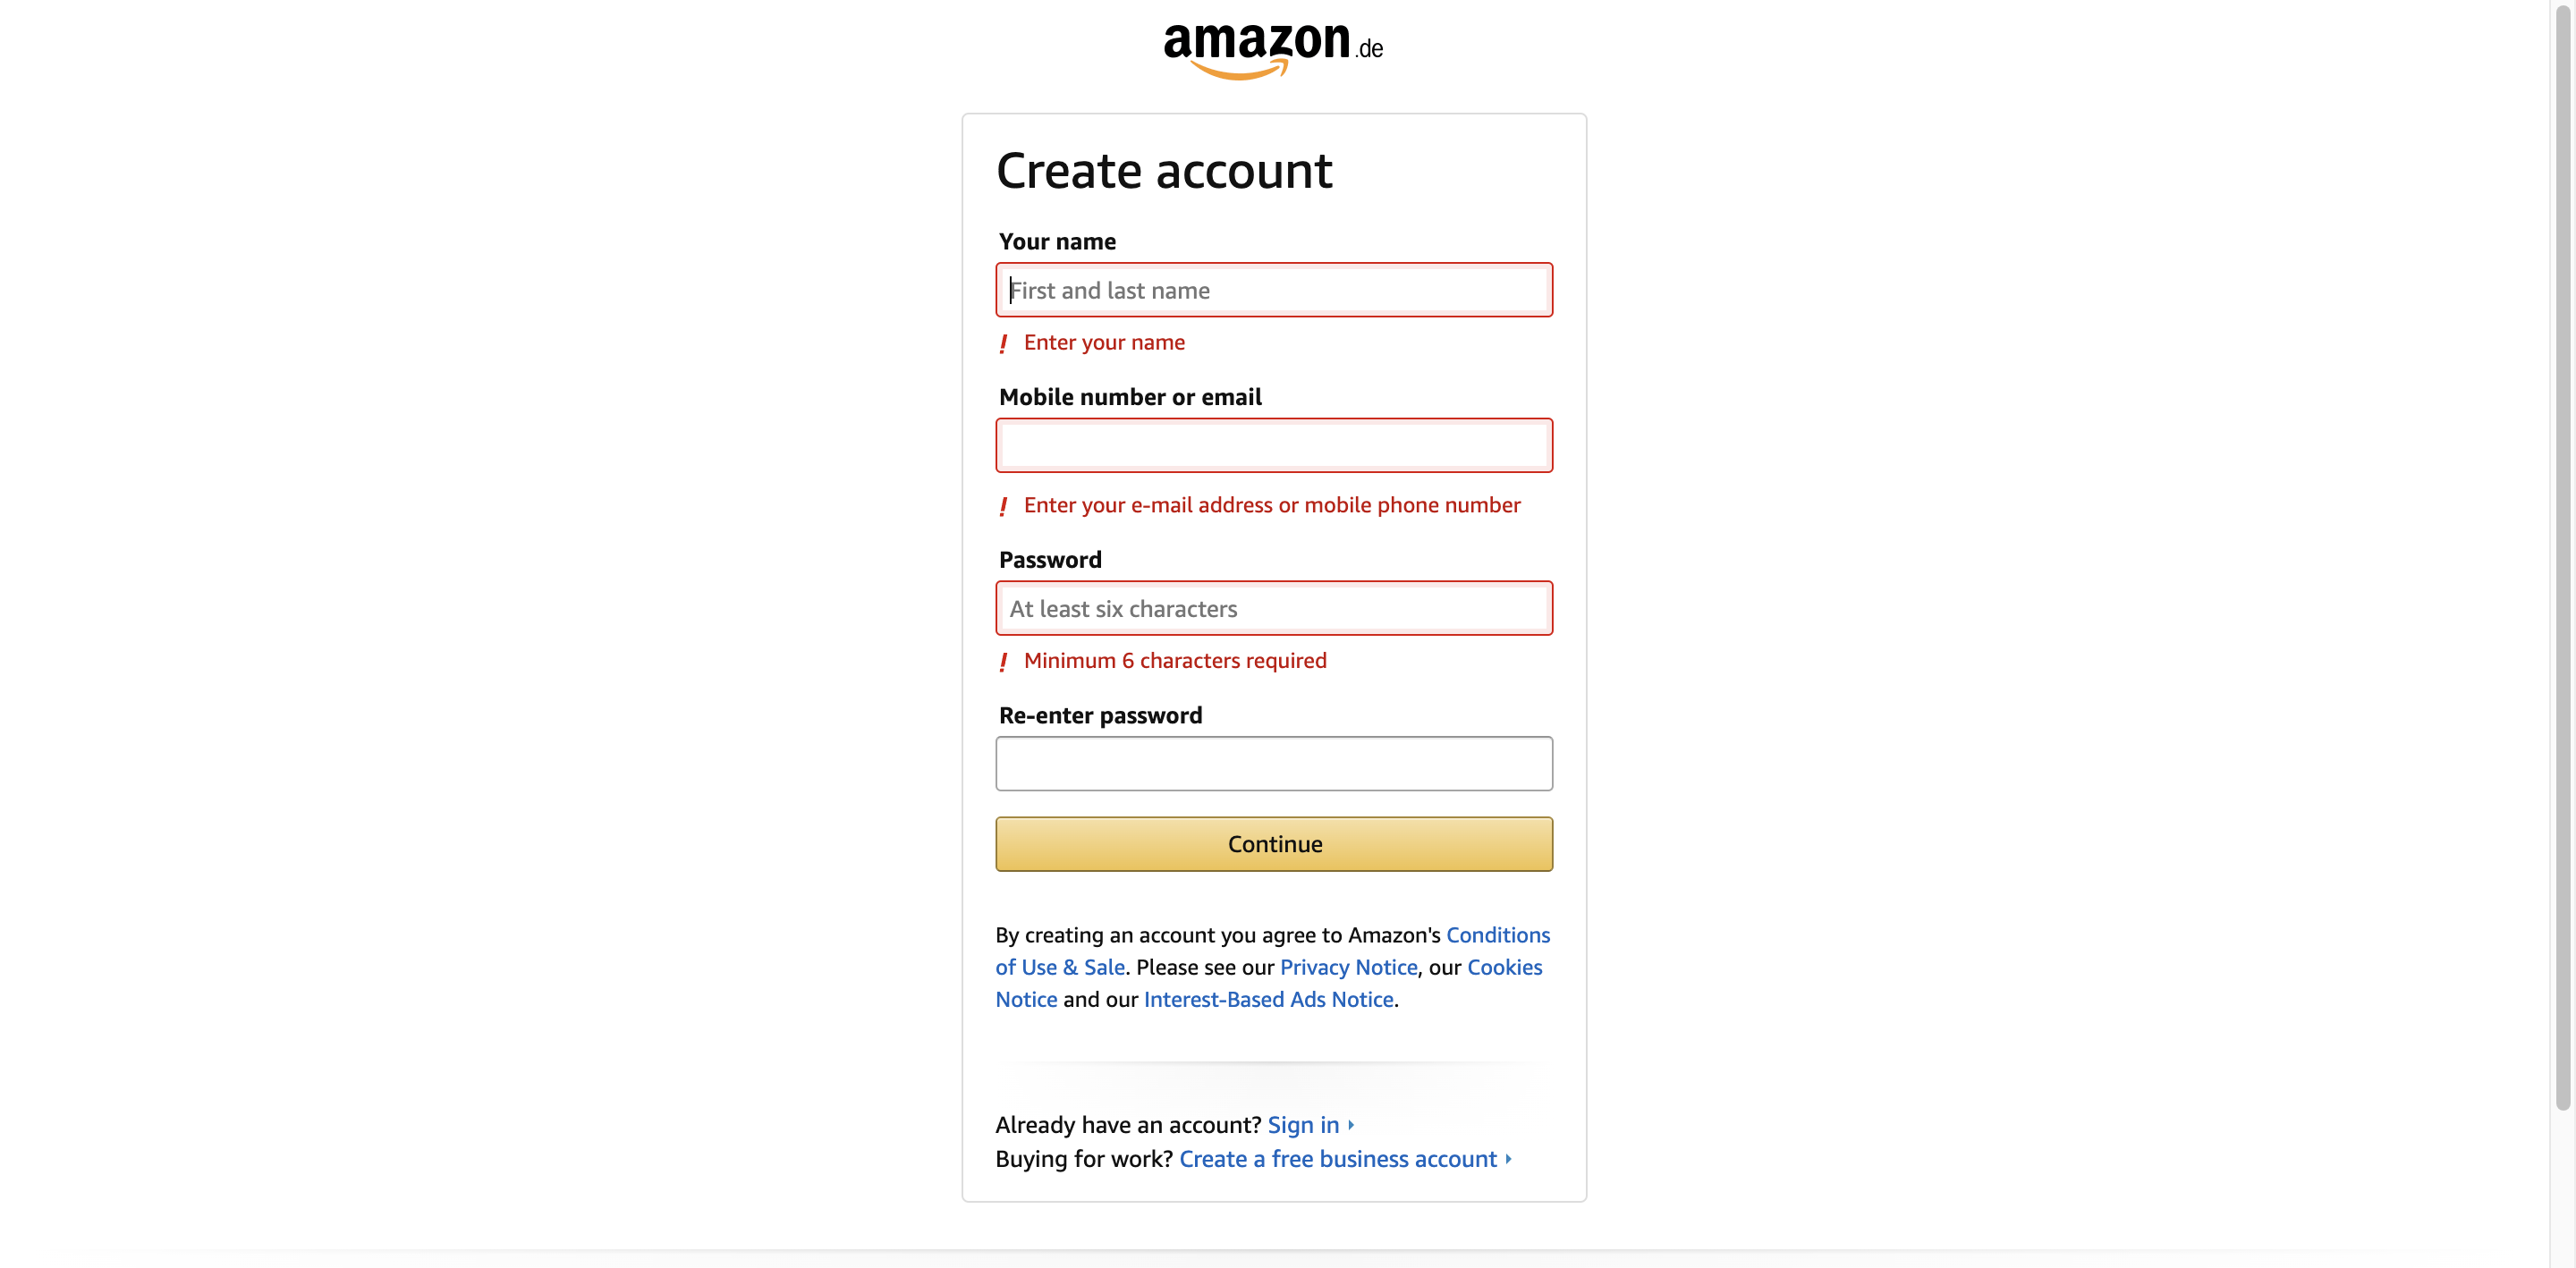 amazon.de
Create account
Your name
First and last name
! Enter your name
Mobile number or email
! Enter your e-mail address or mobile phone number
Password
At least six characters
! Minimum 6 characters required
Re-enter password
Continue
By creating an account you agree to Amazon's Conditions
of Use & Sale. Please see our Privacy Notice, our Cookies
Notice and our Interest-Based Ads Notice.
Already have an account? Sign in
Buying for work? Create a free business account